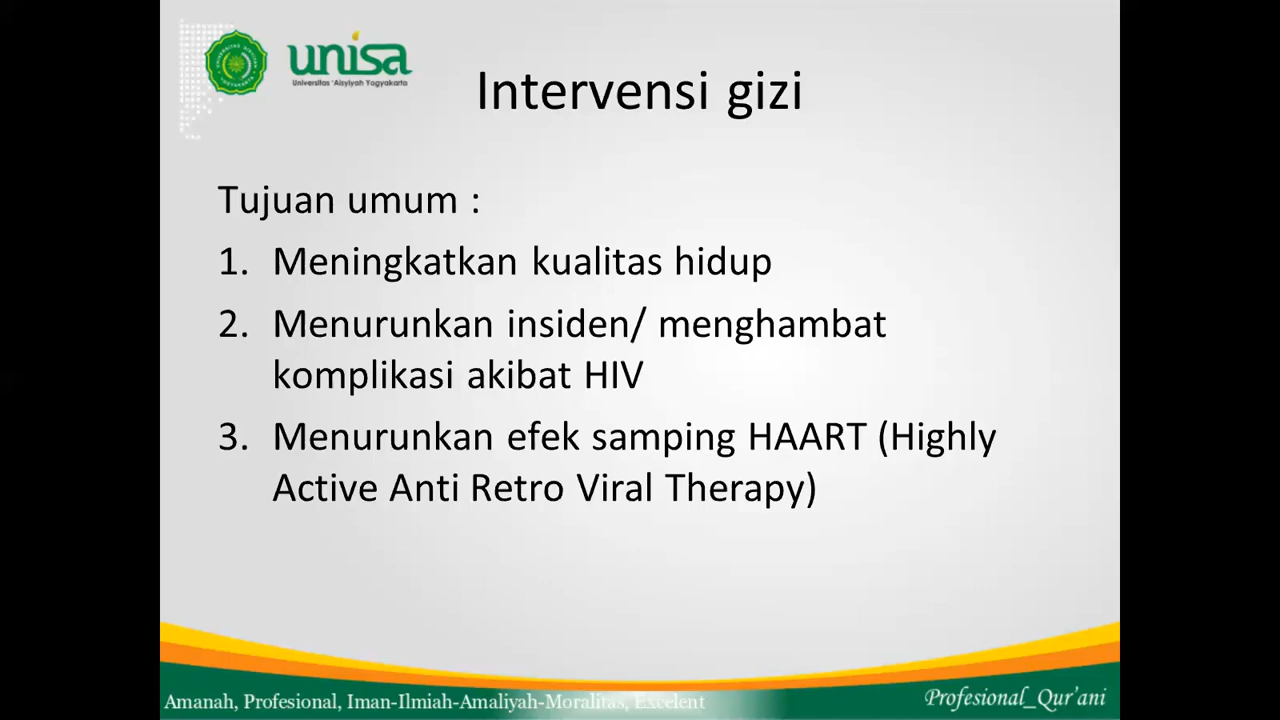 unisa
Universitas 'Aisyiyah Yogyakarta
Intervensi gizi
Tujuan umum :
1. Meningkatkan kualitas hidup
2. Menurunkan insiden/ menghambat
komplikasi akibat HIV
3. Menurunkan efek samping HAART (Highly
Active Anti Retro Viral Therapy)
Amanah, Profesional, Iman-Ilmiah-Amaliyah-Moralitas, Excelent
Profesional_Qur'ani